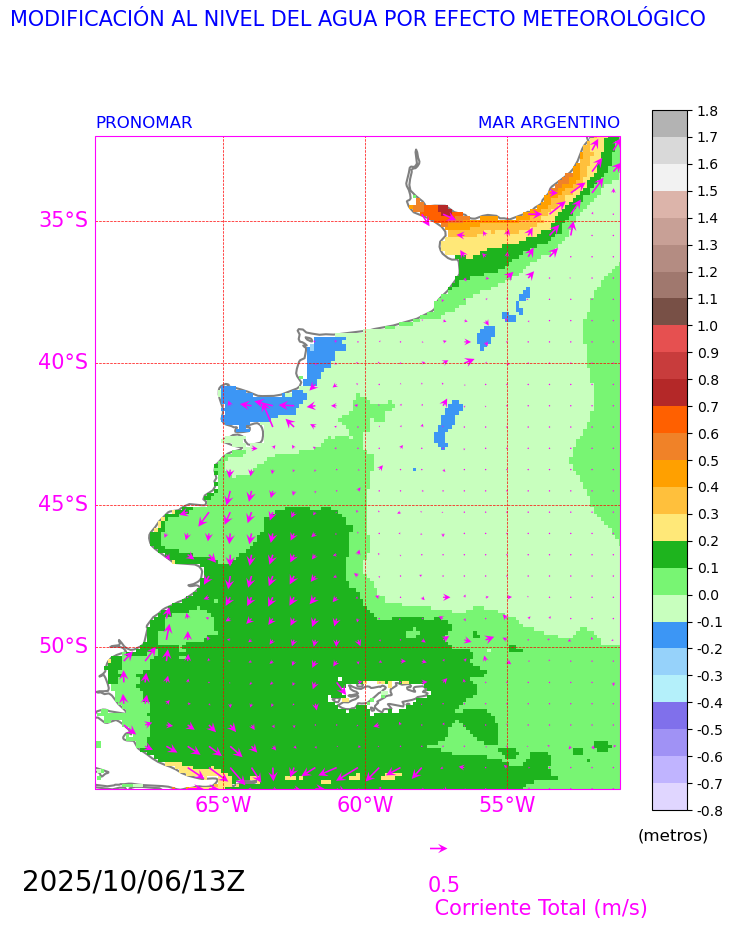 MODIFICACIÓN AL NIVEL DEL AGUA POR EFECTO METEOROLÓGICO
PRONOMAR MAR ARGENTINO
35°S
40°S
45°S
50°S
65°W 60°W 55°W
1.8
1.7
1.6
1.5
1.4
1.3
1.2
1.1
1.0
0.9
0.8
0.7
0.6
0.5
0.4
0.3
0.2
0.1
0.0
-0.1
-0.2
-0.3
-0.4
-0.5
-0.6
-0.7
-0.8
(metros)
2025/10/06/13Z
0.5
Corriente Total (m/s)